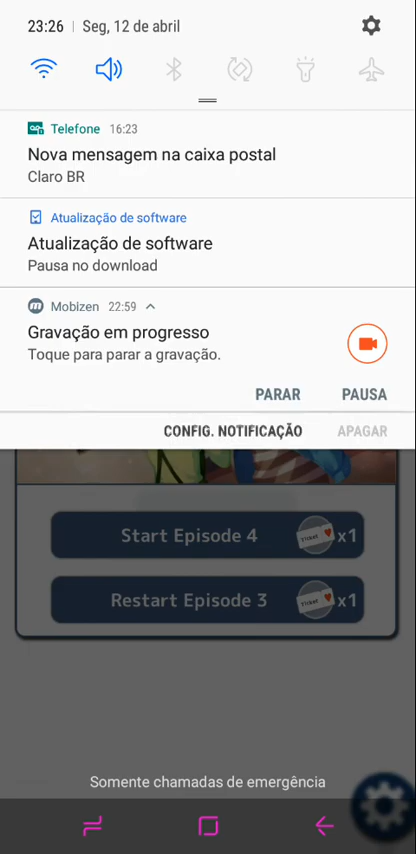 23:26 | Seg, 12 de abril
Telefone 16:23
Nova mensagem na caixa postal
Claro BR
Atualização de software
Atualização de software
Pausa no download
m Mobizen 22:59
Gravação em progresso
Toque para parar a gravação.
PARAR PAUSA
CONFIG. NOTIFICAÇÃO APAGAR
Start Episode 4 Ticket x1
Restart Episode 3 Ticket x1
Somente chamadas de emergência